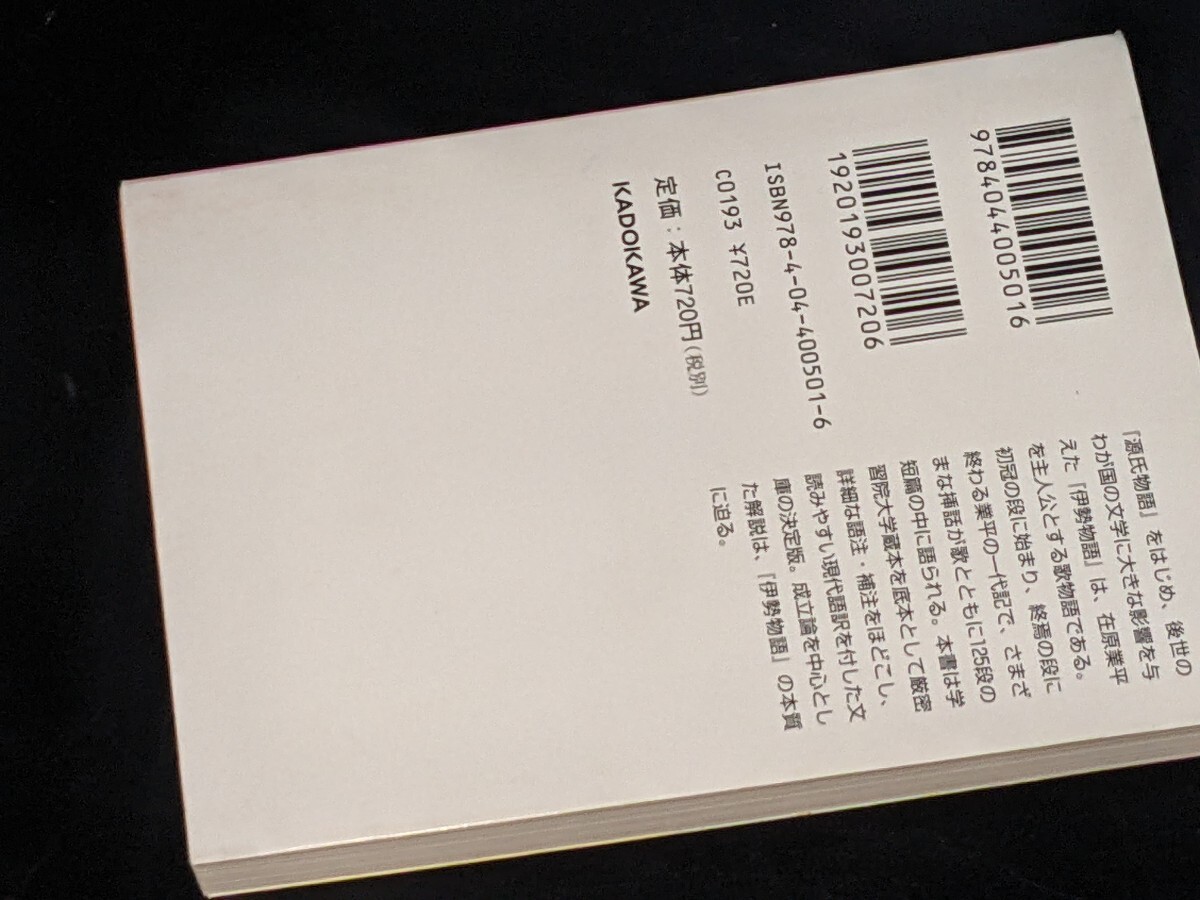 9784044005016
1920193007206
ISBN978-4-04-400501-6
C0193 ¥720E
定価：本体720円（税別）
KADOKAWA
『源氏物語』をはじめ、後世の
わが国の文学に大きな影響を与
えた『伊勢物語』は、在原業平
を主人公とする歌物語である。
初冠の段に始まり、終焉の段に
終わる業平の一代記で、さまざ
まな挿話が歌とともに125段の
短篇の中に語られる。本書は学
習院大学蔵本を底本として厳密
詳細な語注・補注をほどこし、
読みやすい現代語訳を付した文
庫の決定版。成立論を中心とし
た解説は、『伊勢物語』の本質
に迫る。